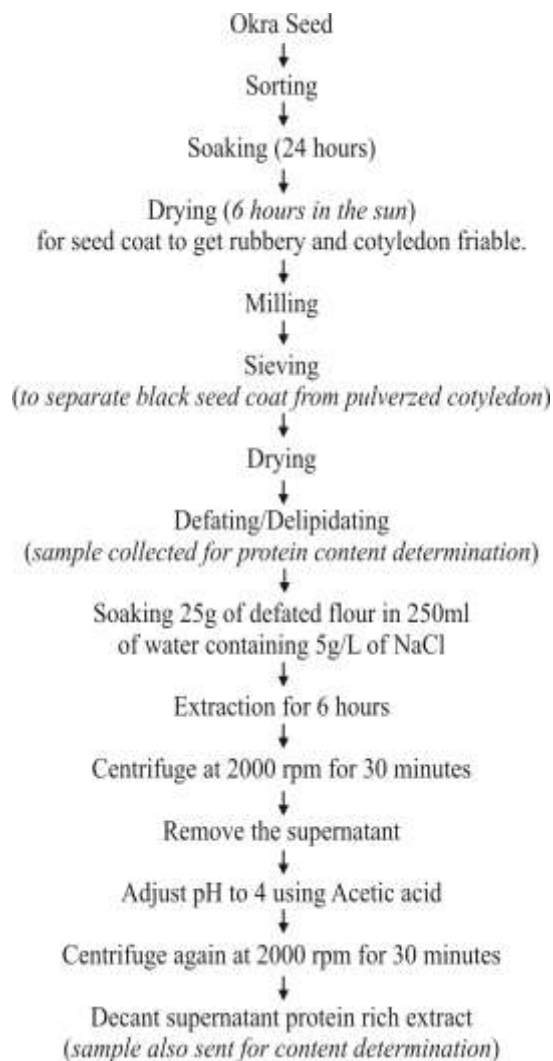 Okra Seed
Sorting
Soaking (24 hours)
Drying (6 hours in the sun)
for seed coat to get rubbery and cotyledon friable.
Milling
Sieving
(to separate black seed coat from pulverzed cotyledon)
Drying
Defating/Delipidating
(sample collected for protein content determination)
Soaking 25g of defated flour in 250ml
of water containing 5g/L of NaCl
Extraction for 6 hours
Centrifuge at 2000 rpm for 30 minutes
Remove the supernatant
Adjust pH to 4 using Acetic acid
Centrifuge again at 2000 rpm for 30 minutes
Decant supernatant protein rich extract
(sample also sent for content determination)